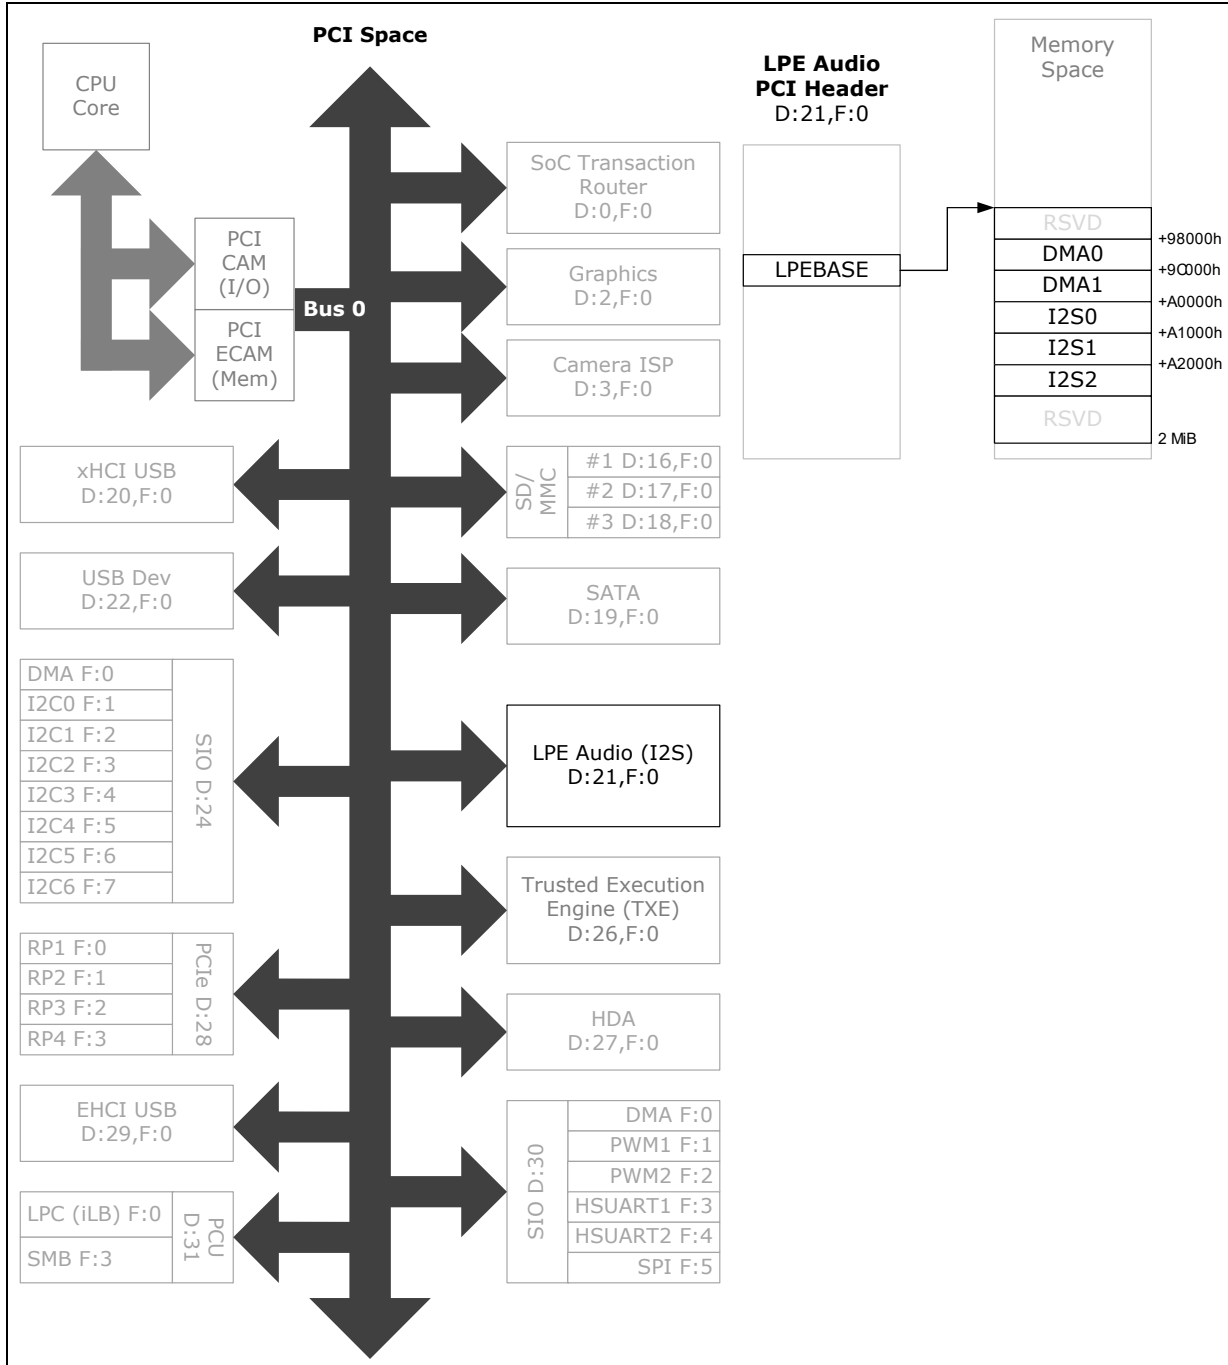 PCI Space
CPU
Core
PCI
CAM
(I/O)
PCI
ECAM
(Mem)
Bus 0
SoC Transaction
Router
D:0,F:0
Graphics
D:2,F:0
Camera ISP
D:3,F:0
SD/
MMC
#1 D:16,F:0
#2 D:17,F:0
#3 D:18,F:0
SATA
D:19,F:0
LPE Audio (I2S)
D:21,F:0
Trusted Execution
Engine (TXE)
D:26,F:0
HDA
D:27,F:0
SIO D:30
DMA F:0
PWM1 F:1
PWM2 F:2
HSUART1 F:3
HSUART2 F:4
SPI F:5
xHCI USB
D:20,F:0
USB Dev
D:22,F:0
DMA F:0
I2C0 F:1
I2C1 F:2
I2C2 F:3
I2C3 F:4
I2C4 F:5
I2C5 F:6
I2C6 F:7
SIO D:24
RP1 F:0
RP2 F:1
RP3 F:2
RP4 F:3
PCIe D:28
EHCI USB
D:29,F:0
LPC (iLB) F:0
SMB F:3
PCU
D:31
LPE Audio
PCI Header
D:21,F:0
LPEBASE
Memory
Space
RSVD
+98000h
DMA0
+9C000h
DMA1
+A0000h
I2S0
+A1000h
I2S1
+A2000h
I2S2
RSVD
2 MiB